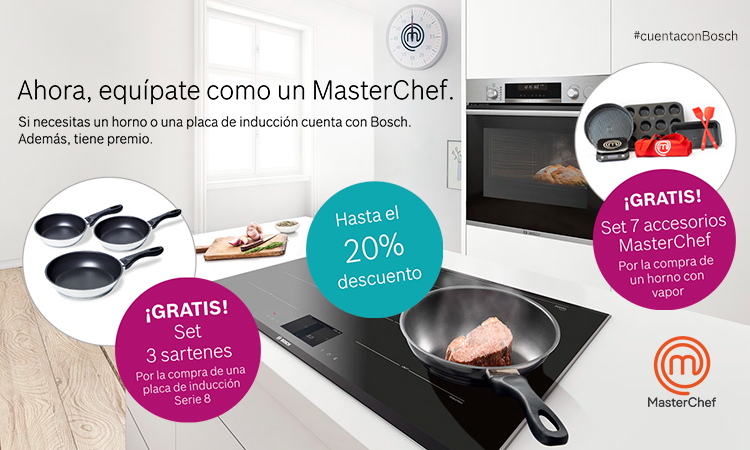 #cuentaconBosch
Ahora, equípate como un MasterChef.
Si necesitas un horno o una placa de inducción cuenta con Bosch.
Además, tiene premio.
Hasta el
20%
descuento
¡GRATIS!
Set 7 accesorios
MasterChef
Por la compra de
un horno con
vapor
¡GRATIS!
Set
3 sartenes
Por la compra de una
placa de inducción
Serie 8
BOSCH
MasterChef